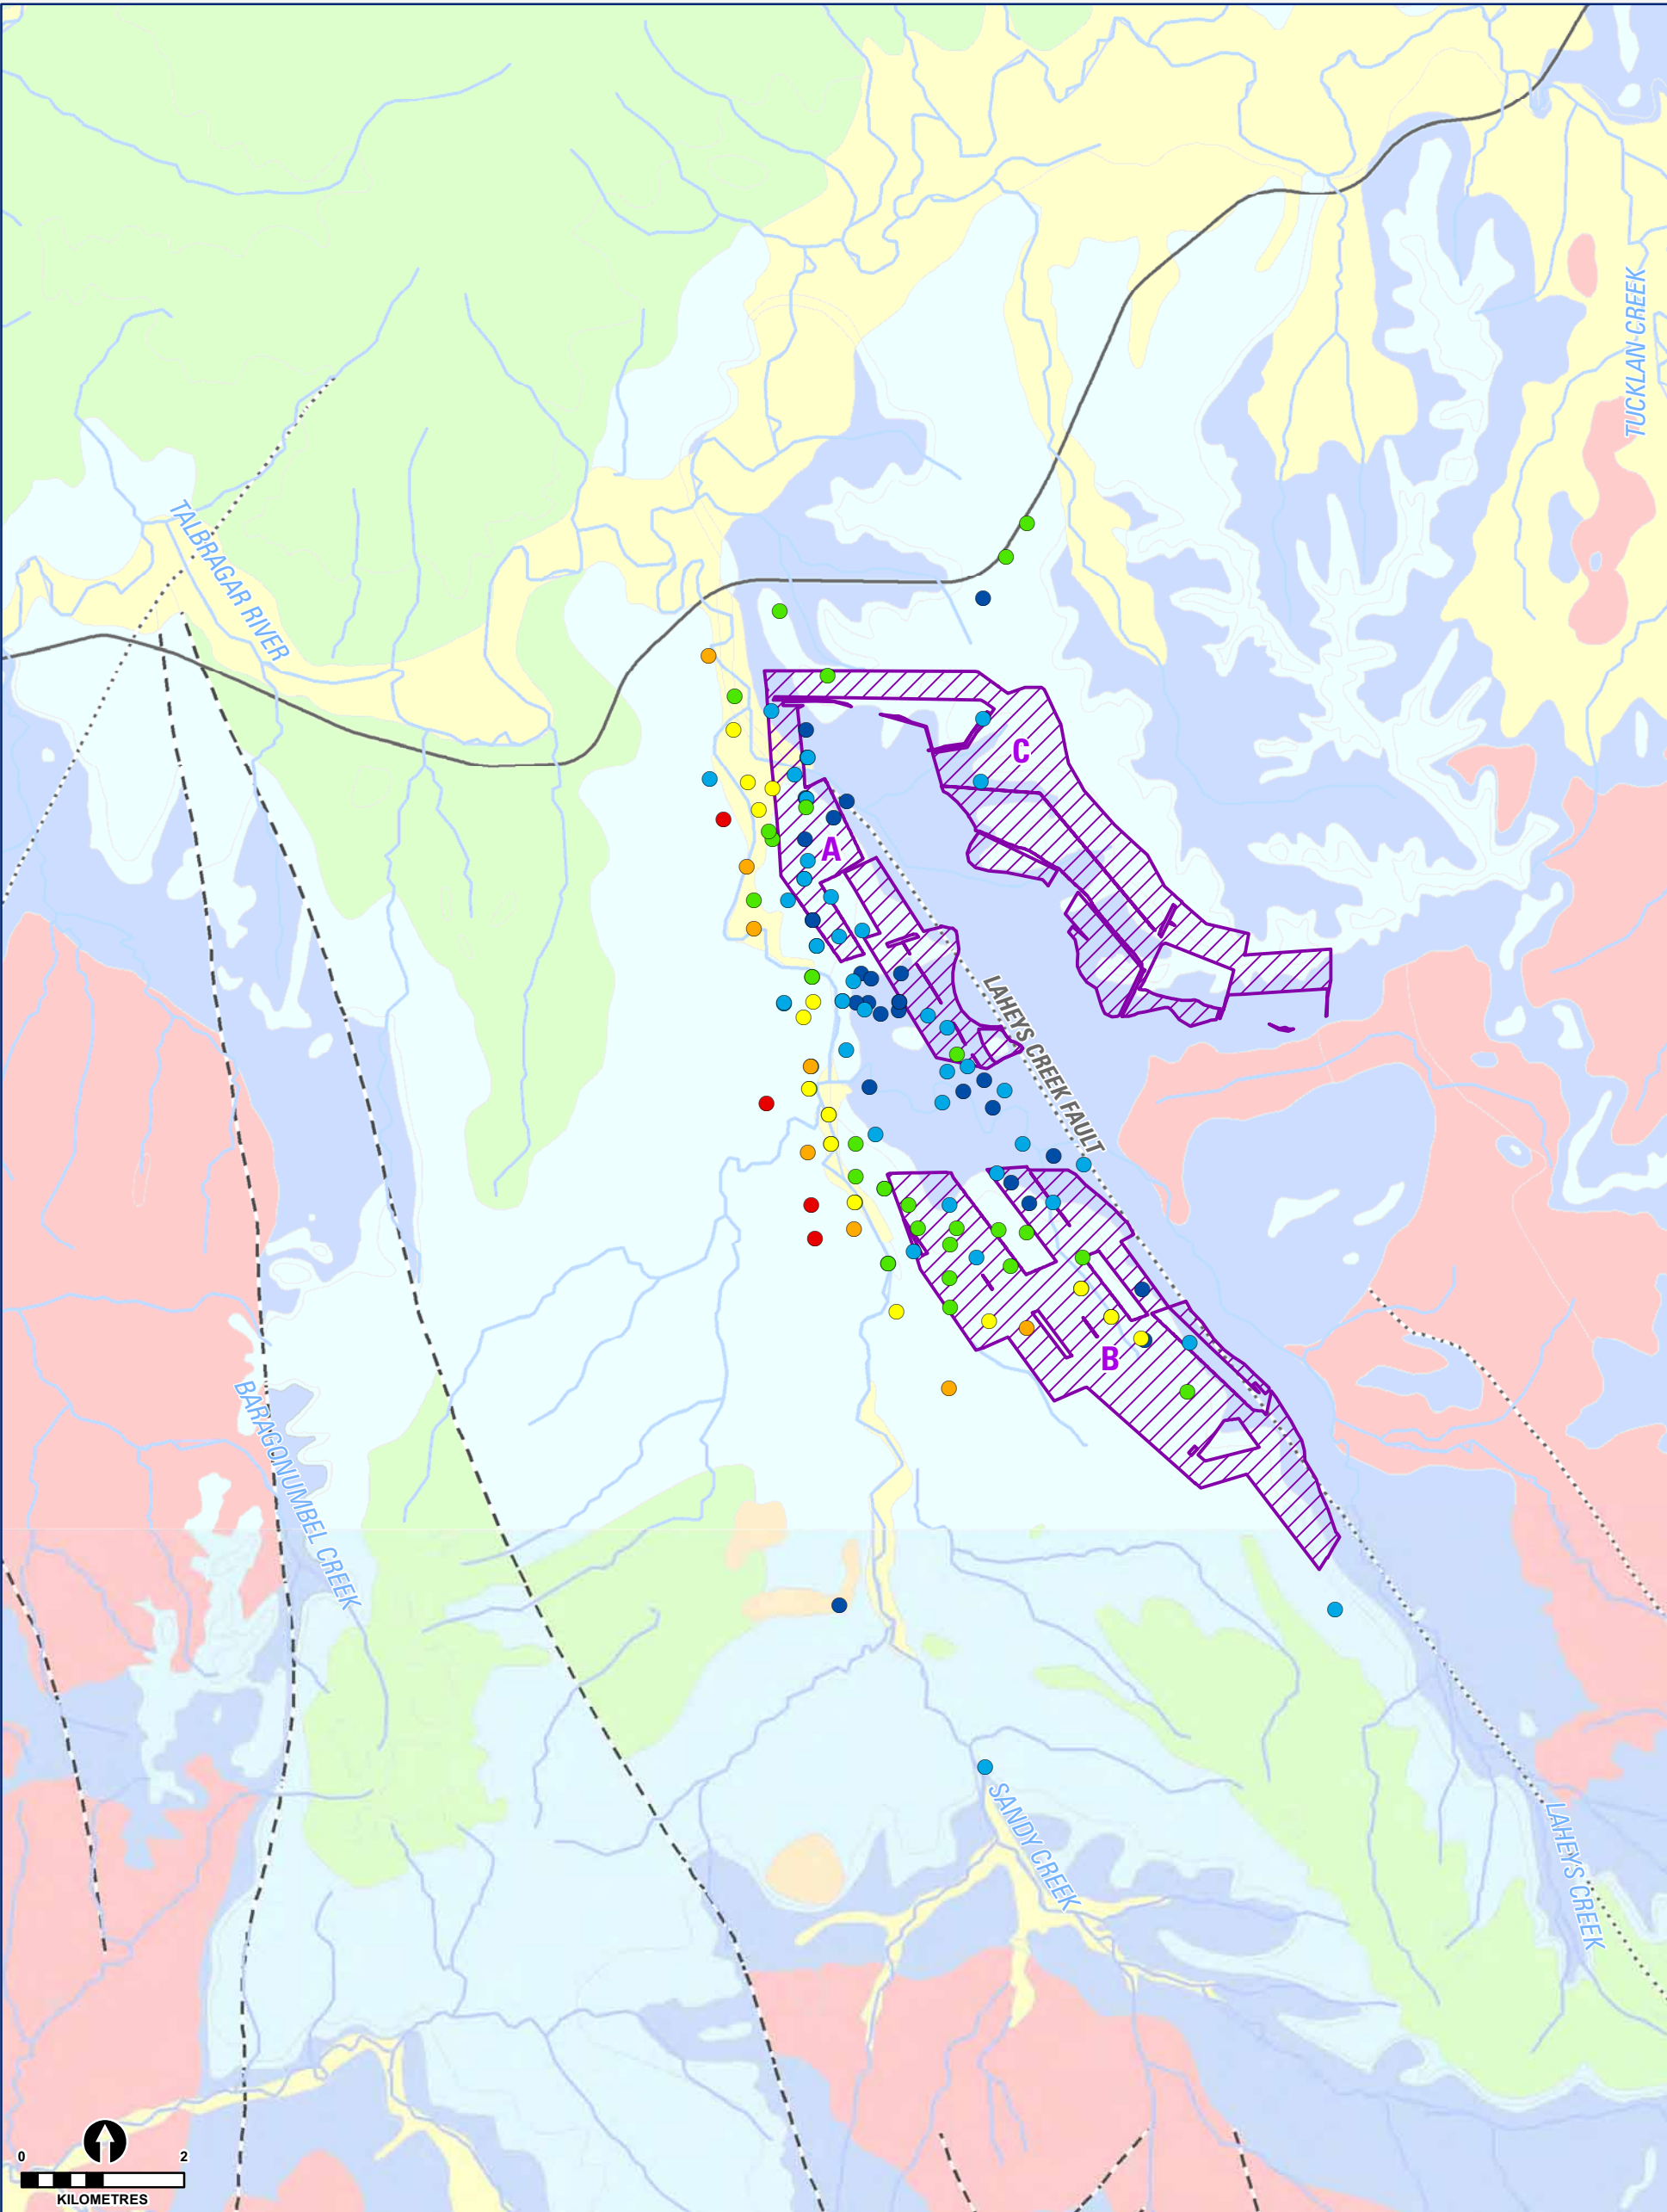 TUCKLAN CREEK
TALBRAGAR RIVER
C
A
LAHEYS CREEK FAULT
B
BARAGONUMBEL CREEK
SANDY CREEK
LAHEYS CREEK
0 2
KILOMETRES